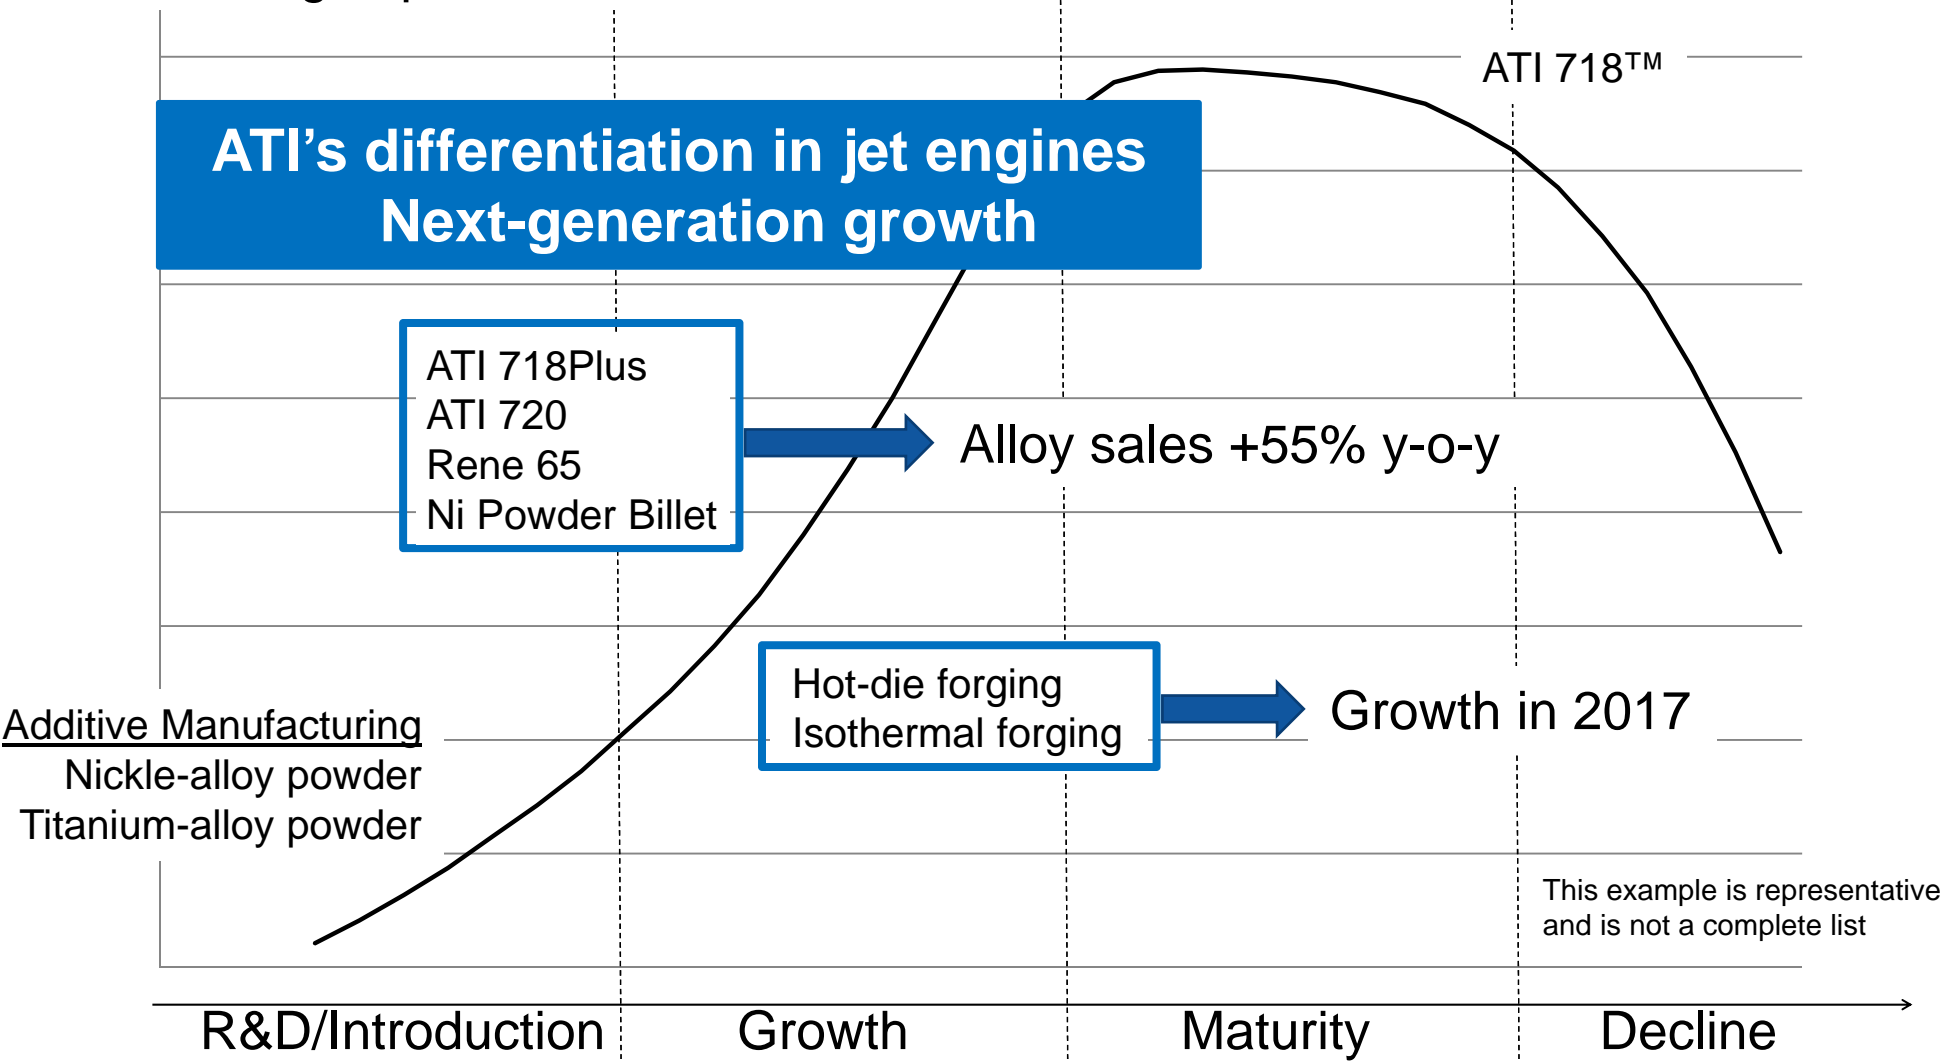 ATI 718™
ATI's differentiation in jet engines
Next-generation growth
ATI 718Plus
ATI 720
Rene 65
Ni Powder Billet
Alloy sales +55% y-o-y
Hot-die forging
Isothermal forging
Growth in 2017
Additive Manufacturing
Nickle-alloy powder
Titanium-alloy powder
This example is representative
and is not a complete list
R&D/Introduction
Growth
Maturity
Decline